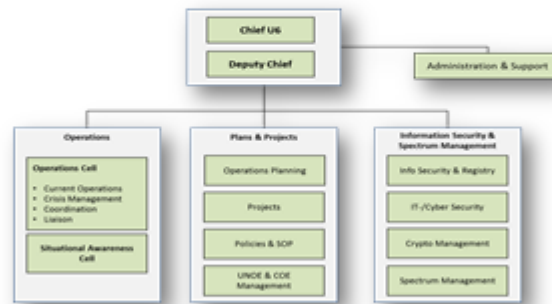 Chief U6
Deputy Chief
Administration & Support
Operations
Operations Cell
• Current Operations
• Crisis Management
• Coordination
• Liaison
Situational Awareness
Cell
Plans & Projects
Operations Planning
Projects
Policies & SOP
UNOE & COE
Management
Information Security &
Spectrum Management
Info Security & Registry
IT-/Cyber Security
Crypto Management
Spectrum Management